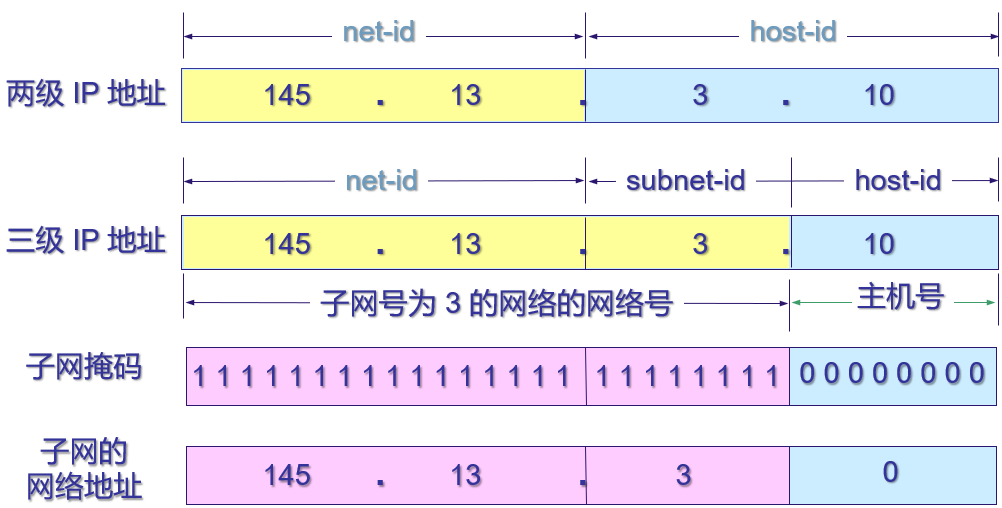 net-id host-id
两级 IP 地址 145 . 13 . 3 . 10
net-id subnet-id host-id
三级 IP 地址 145 . 13 . 3 . 10
子网号为 3 的网络的网络号 主机号
子网掩码 1 1 1 1 1 1 1 1 1 1 1 1 1 1 1 1 1 1 1 1 1 1 1 1 0 0 0 0 0 0 0 0
子网的
网络地址 145 . 13 . 3 0